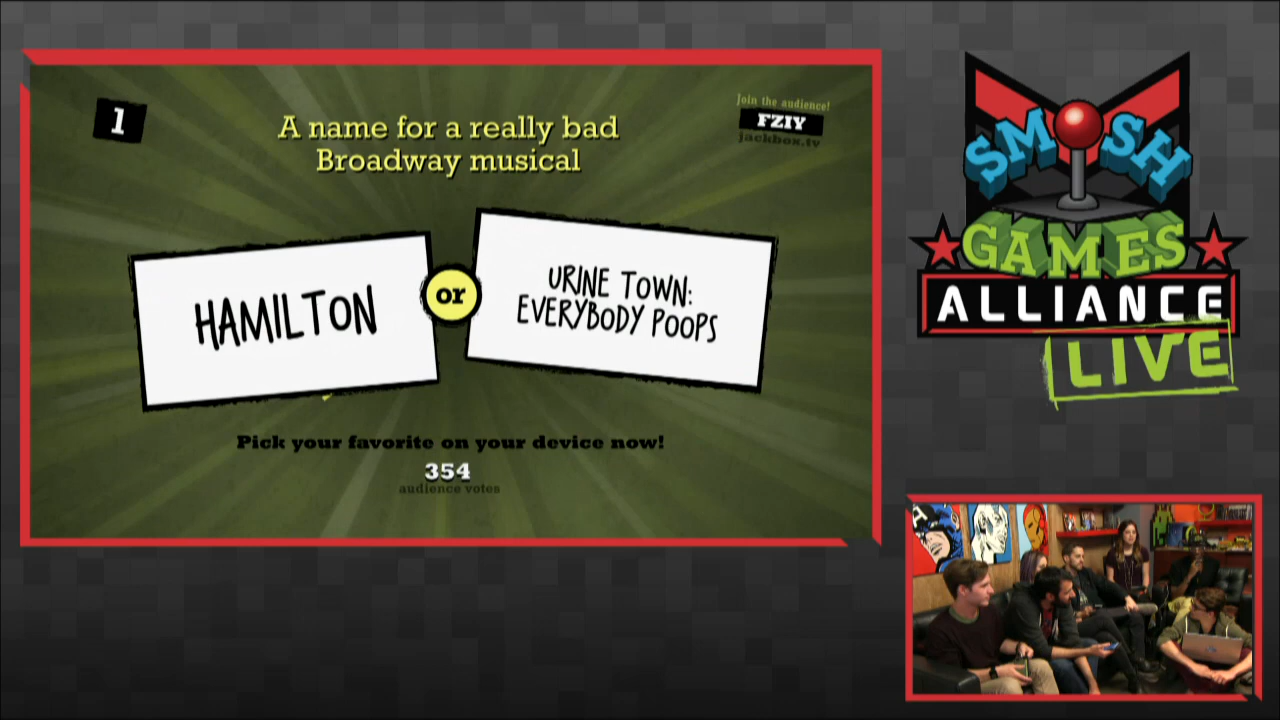 1
A name for a really bad
Broadway musical
Join the audience!
FZIY
jackbox.tv
HAMILTON
or
URINE TOWN:
EVERYBODY POOPS
Pick your favorite on your device now!
354
audience votes
SMOSH
GAMES
ALLIANCE
LIVE